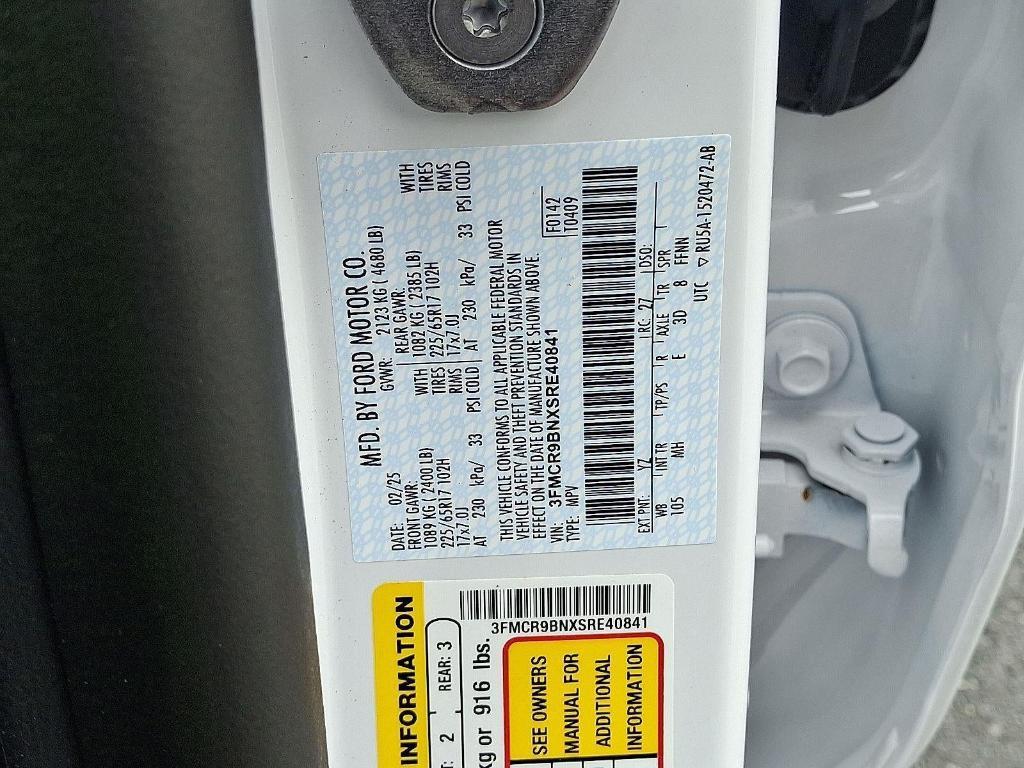 MFD. BY FORD MOTOR CO.
DATE: 02/25 GVWR: 2123 KG ( 4680 LB)
FRONT GAWR: REAR GAWR:
1089 KG ( 2400 LB) WITH 1082 KG ( 2385 LB) WITH
225/65R17 102H TIRES 225/65R17 102H TIRES
17x7.0J RIMS 17x7.0J RIMS
AT 230 kPa/ 33 PSI COLD AT 230 kPa/ 33 PSI COLD
THIS VEHICLE CONFORMS TO ALL APPLICABLE FEDERAL MOTOR
VEHICLE SAFETY AND THEFT PREVENTION STANDARDS IN
EFFECT ON THE DATE OF MANUFACTURE SHOWN ABOVE.
VIN: 3FMCR9BNXSRE40841 F0142
TYPE: MPV T0409
EXT PNT: YZ RC: 27 DSO:
WB INT TR TP/PS R AXLE TR SPR
105 MH E 3D 8 FFNN
UTC ▽RU5A-1520472-AB
INFORMATION
2 REAR: 3
3FMCR9BNXSRE40841
kg or 916 lbs.
SEE OWNERS
MANUAL FOR
ADDITIONAL
INFORMATION